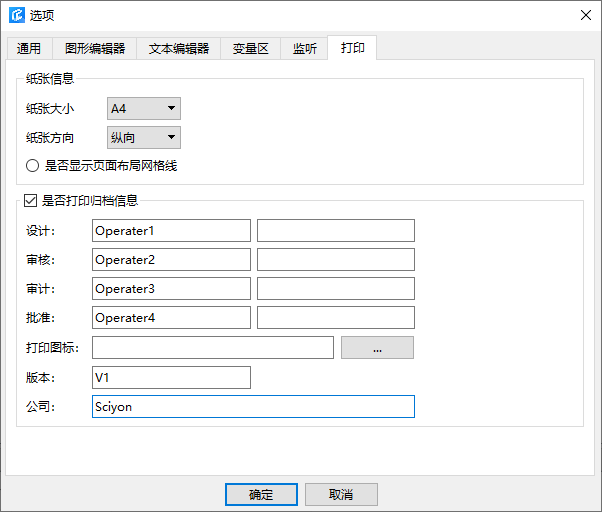 选项
通用 图形编辑器 文本编辑器 变量区 监听 打印
纸张信息
纸张大小 A4
纸张方向 纵向
是否显示页面布局网格线
是否打印归档信息
设计： Operater1
审核： Operater2
审计： Operater3
批准： Operater4
打印图标： ...
版本： V1
公司： Sciyon
确定 取消